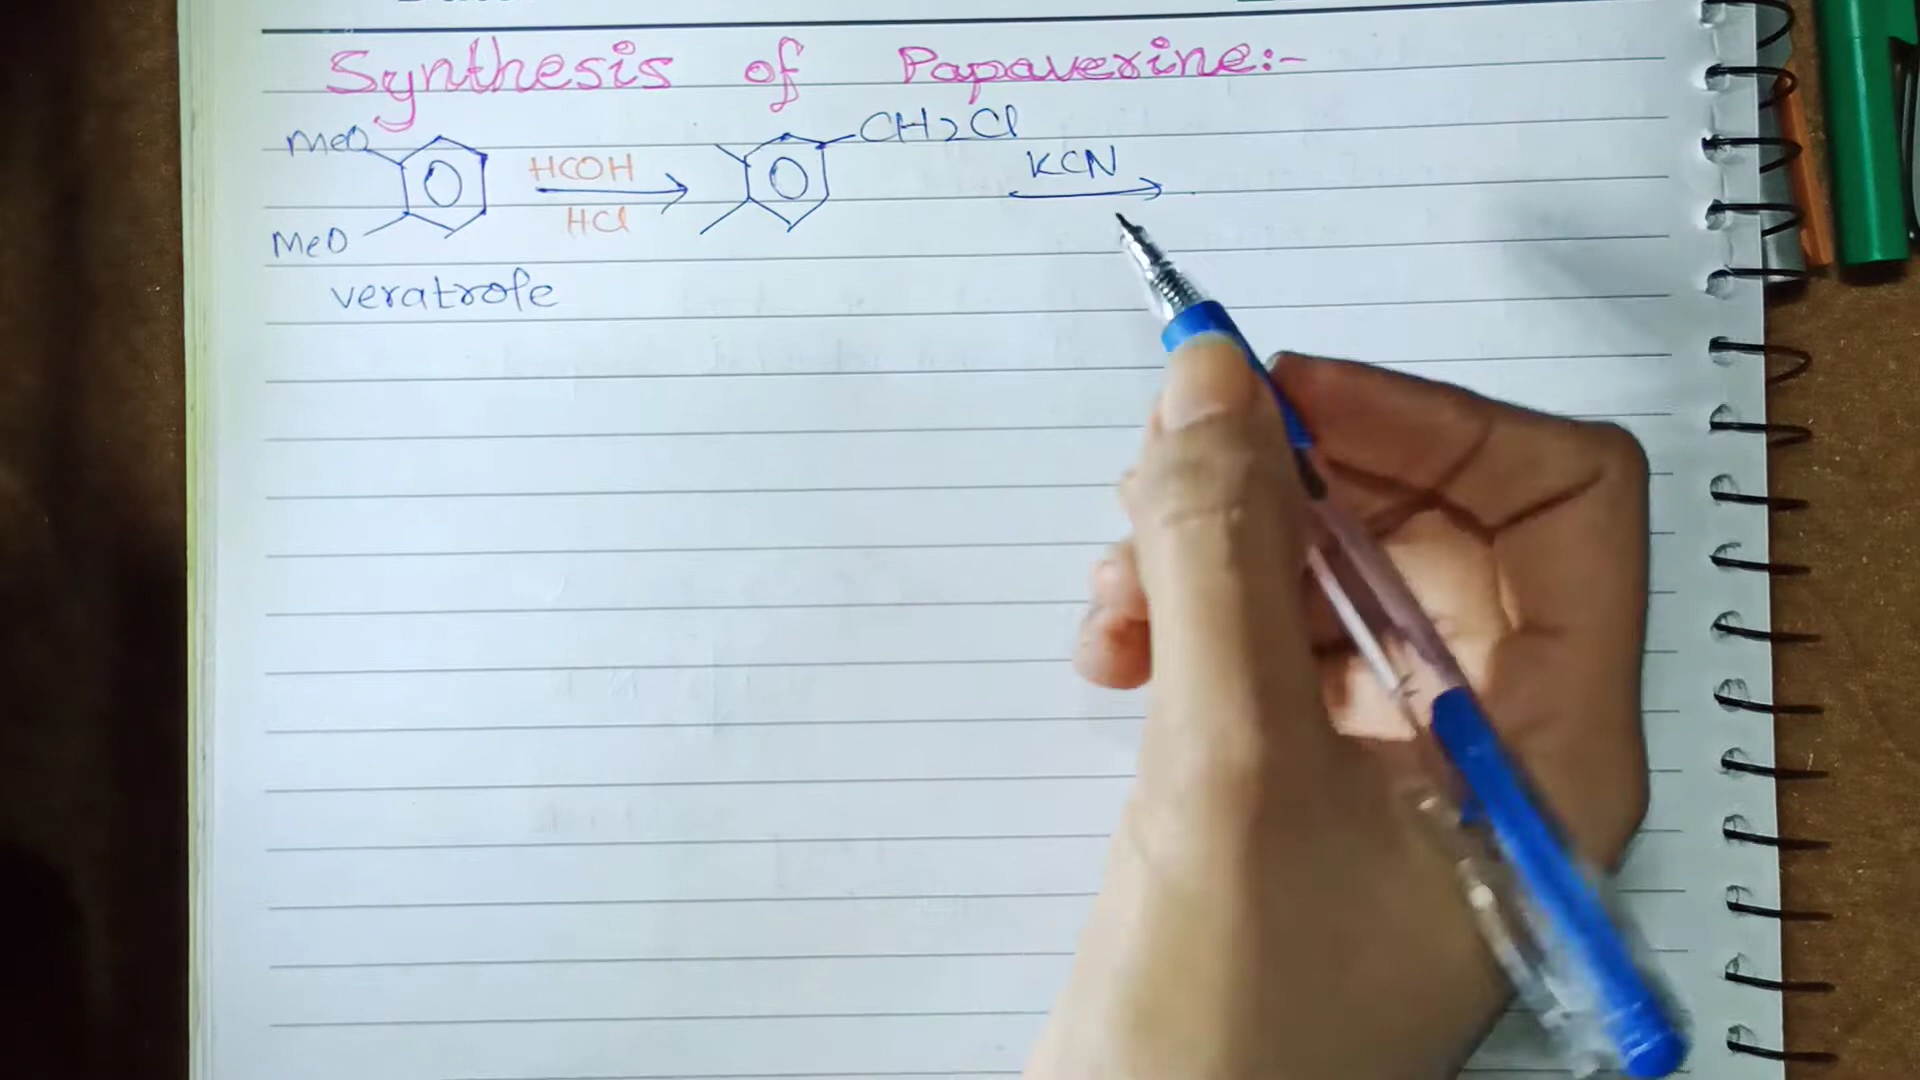 Synthesis of Papaverine:-
MeO
CH2Cl
HCOH
KCN
HCl
MeO
veratrole